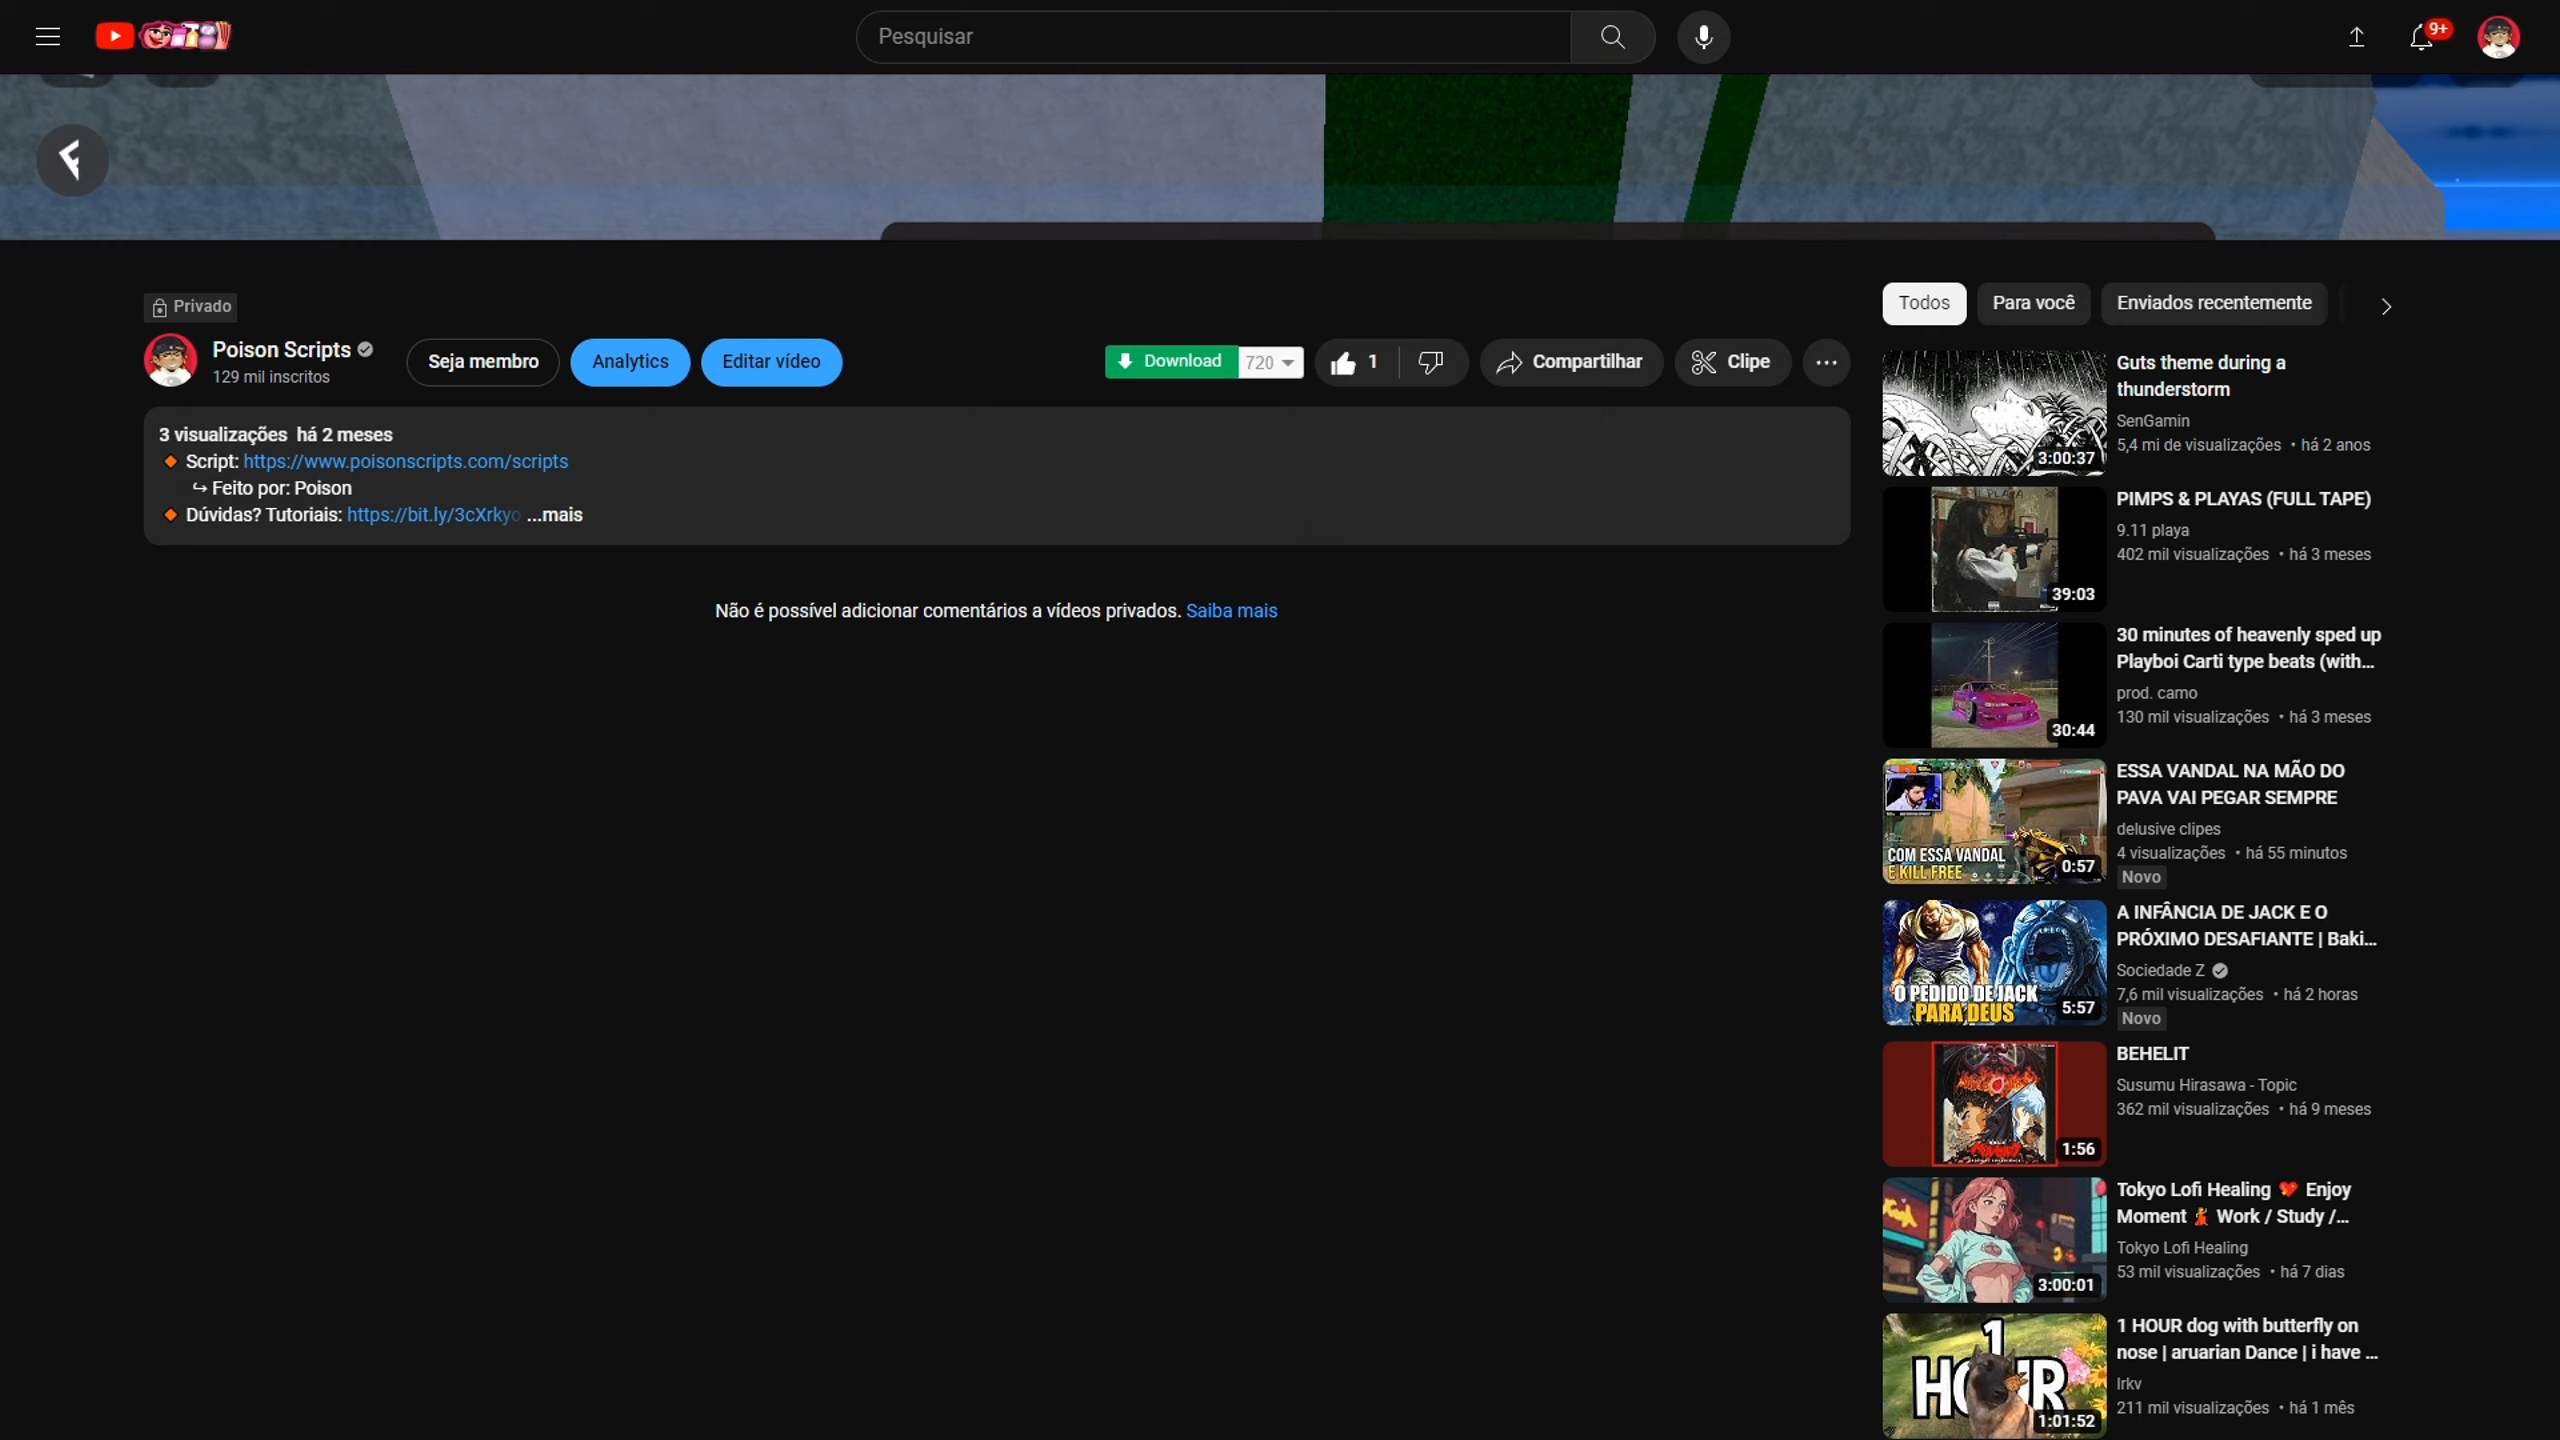 Pesquisar
9+
Privado
Poison Scripts
129 mil inscritos
Seja membro
Analytics
Editar vídeo
Download
720
1
Compartilhar
Clipe
3 visualizações há 2 meses
Script: https://www.poisonscripts.com/scripts
↪ Feito por: Poison
Dúvidas? Tutoriais: https://bit.ly/3cXrkyo ...mais
Não é possível adicionar comentários a vídeos privados. Saiba mais
Todos
Para você
Enviados recentemente
3:00:37
Guts theme during a
thunderstorm
SenGamin
5,4 mi de visualizações • há 2 anos
39:03
PIMPS & PLAYAS (FULL TAPE)
9.11 playa
402 mil visualizações • há 3 meses
30:44
30 minutes of heavenly sped up
Playboi Carti type beats (with...
prod. camo
130 mil visualizações • há 3 meses
COM ESSA VANDAL
E KILL FREE
0:57
ESSA VANDAL NA MÃO DO
PAVA VAI PEGAR SEMPRE
delusive clipes
4 visualizações • há 55 minutos
Novo
O PEDIDO DE JACK
PARA DEUS
5:57
A INFÂNCIA DE JACK E O
PRÓXIMO DESAFIANTE | Baki...
Sociedade Z
7,6 mil visualizações • há 2 horas
Novo
1:56
BEHELIT
Susumu Hirasawa - Topic
362 mil visualizações • há 9 meses
3:00:01
Tokyo Lofi Healing 💖 Enjoy
Moment 💃 Work / Study /...
Tokyo Lofi Healing
53 mil visualizações • há 7 dias
1
HOUR
1:01:52
1 HOUR dog with butterfly on
nose | aruarian Dance | i have ...
lrkv
211 mil visualizações • há 1 mês